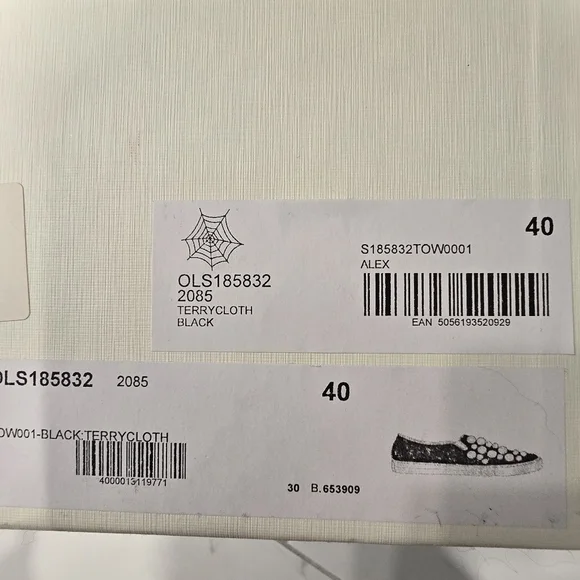 40
S185832TOW0001
ALEX
EAN 5056193520929
OLS185832
2085
TERRYCLOTH
BLACK
OLS185832 2085
40
OW001-BLACK:TERRYCLOTH
4000013119771
30 B.653909